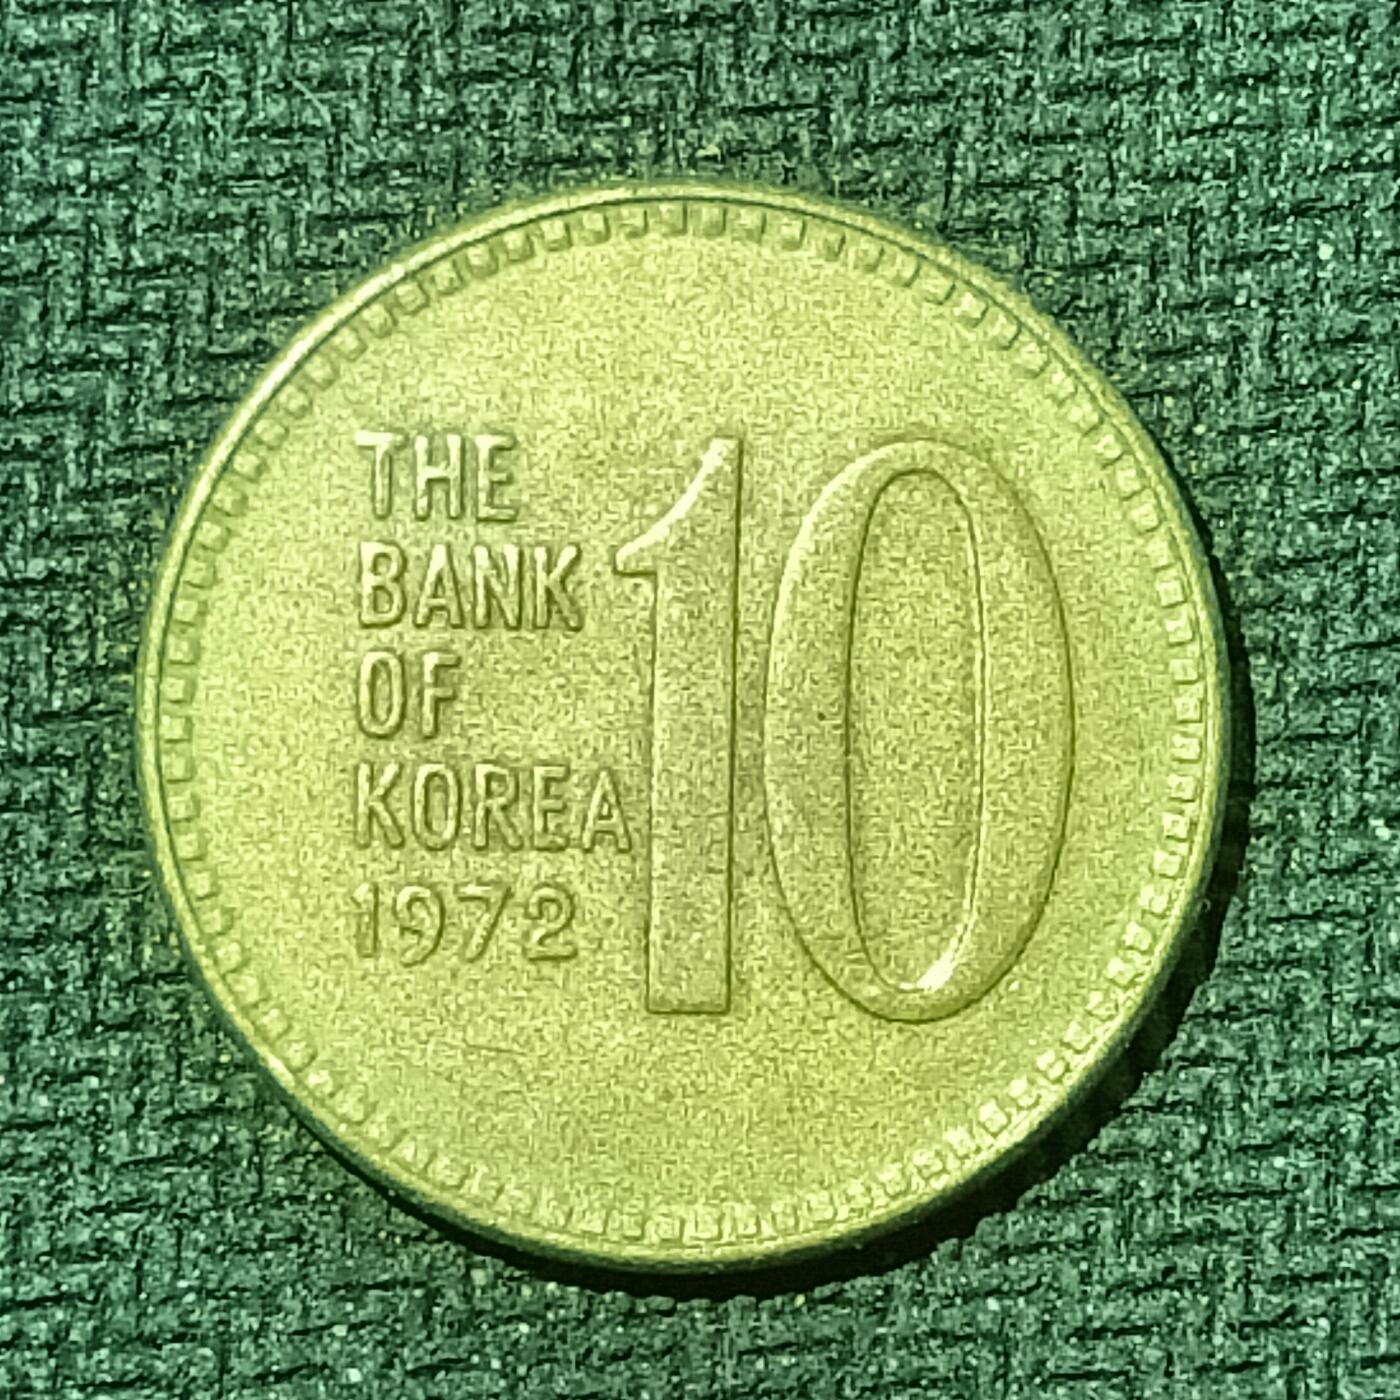 THE
BANK
OF
KOREA
1972
10